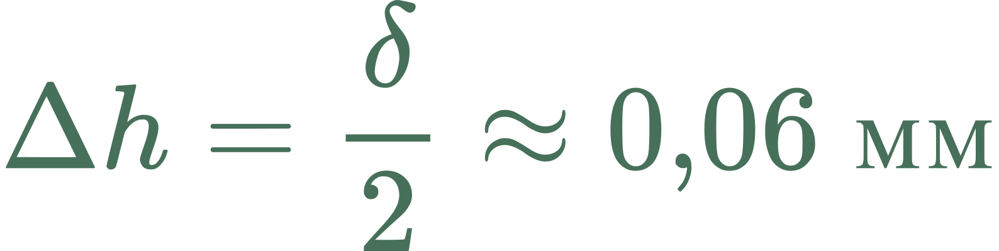 Δh = δ/2 ≈ 0,06 мм